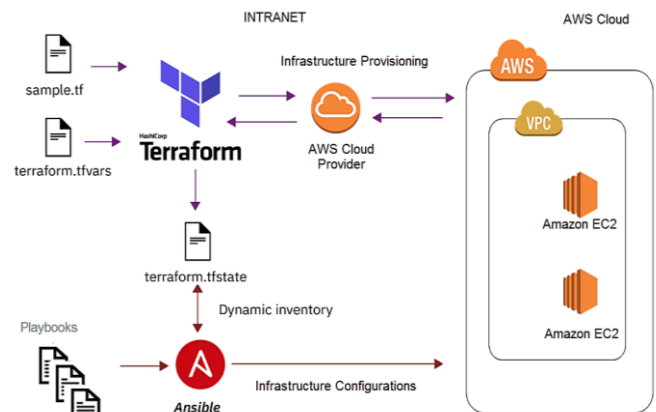 INTRANET
AWS Cloud
sample.tf
terraform.tfvars
HashiCorp
Terraform
Infrastructure Provisioning
AWS Cloud
Provider
AWS
VPC
Amazon EC2
Amazon EC2
terraform.tfstate
Dynamic inventory
Playbooks
A
Ansible
Infrastructure Configurations